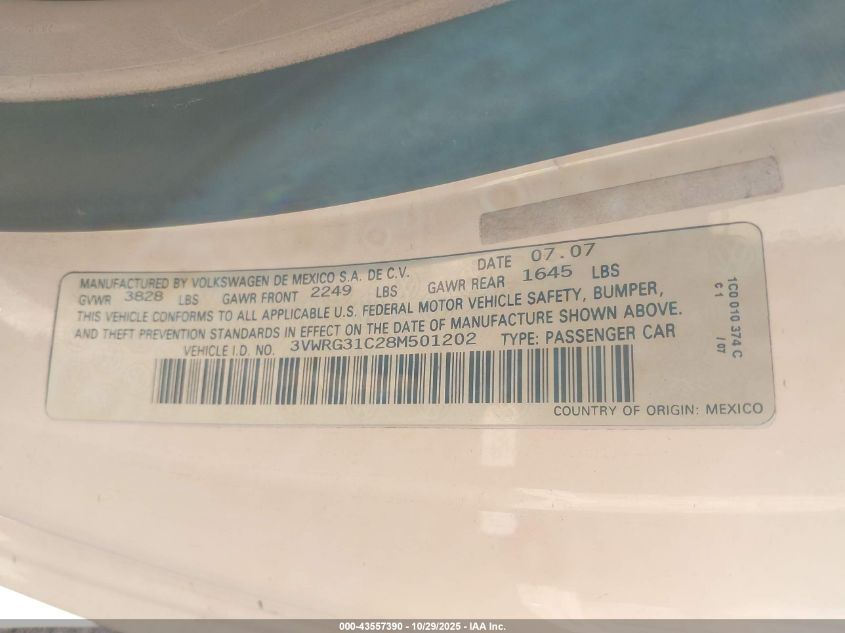 MANUFACTURED BY VOLKSWAGEN DE MEXICO S.A. DE C.V. DATE 07.07
GVWR 3828 LBS GAWR FRONT 2249 LBS GAWR REAR 1645 LBS
THIS VEHICLE CONFORMS TO ALL APPLICABLE U.S. FEDERAL MOTOR VEHICLE SAFETY, BUMPER,
AND THEFT PREVENTION STANDARDS IN EFFECT ON THE DATE OF MANUFACTURE SHOWN ABOVE.
VEHICLE I.D. NO. 3VWRG31C28M501202 TYPE: PASSENGER CAR
COUNTRY OF ORIGIN: MEXICO
1C0 010 374 C
C1 /07
000-43557390 - 10/29/2025 - IAA Inc.